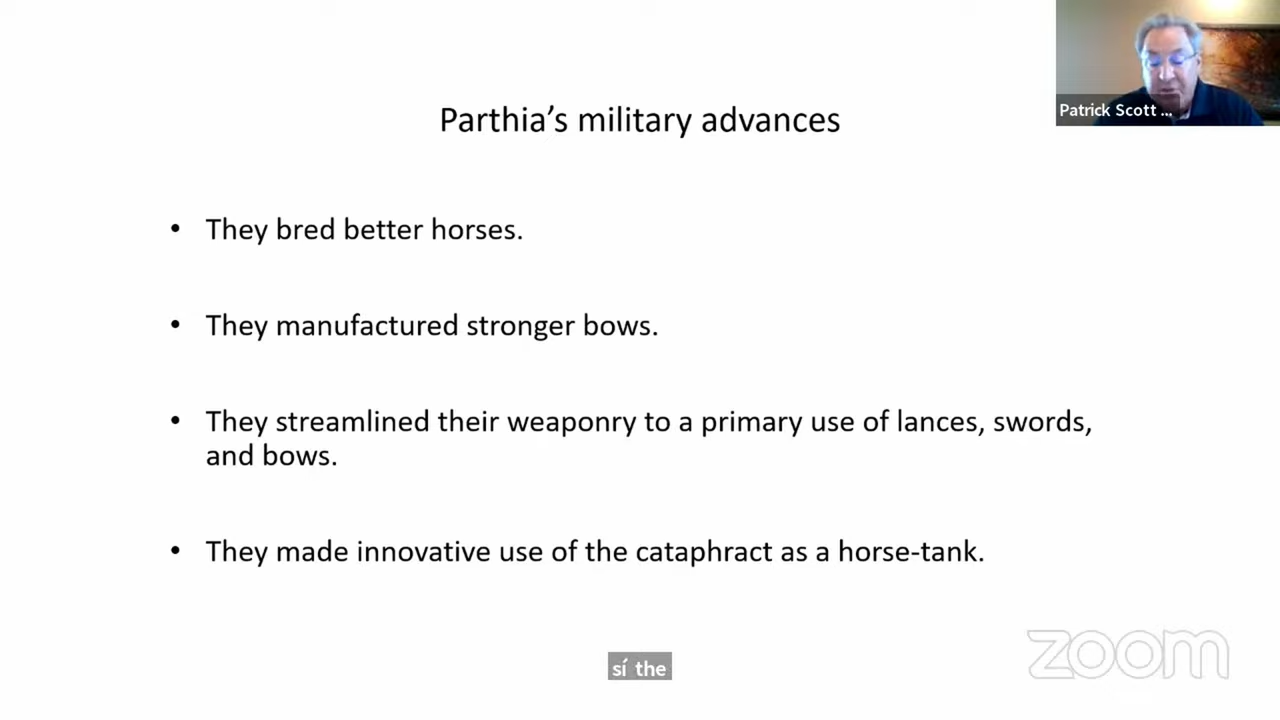 Patrick Scott ...
Parthia’s military advances
• They bred better horses.
• They manufactured stronger bows.
• They streamlined their weaponry to a primary use of lances, swords,
and bows.
• They made innovative use of the cataphract as a horse-tank.
sí the
zoom